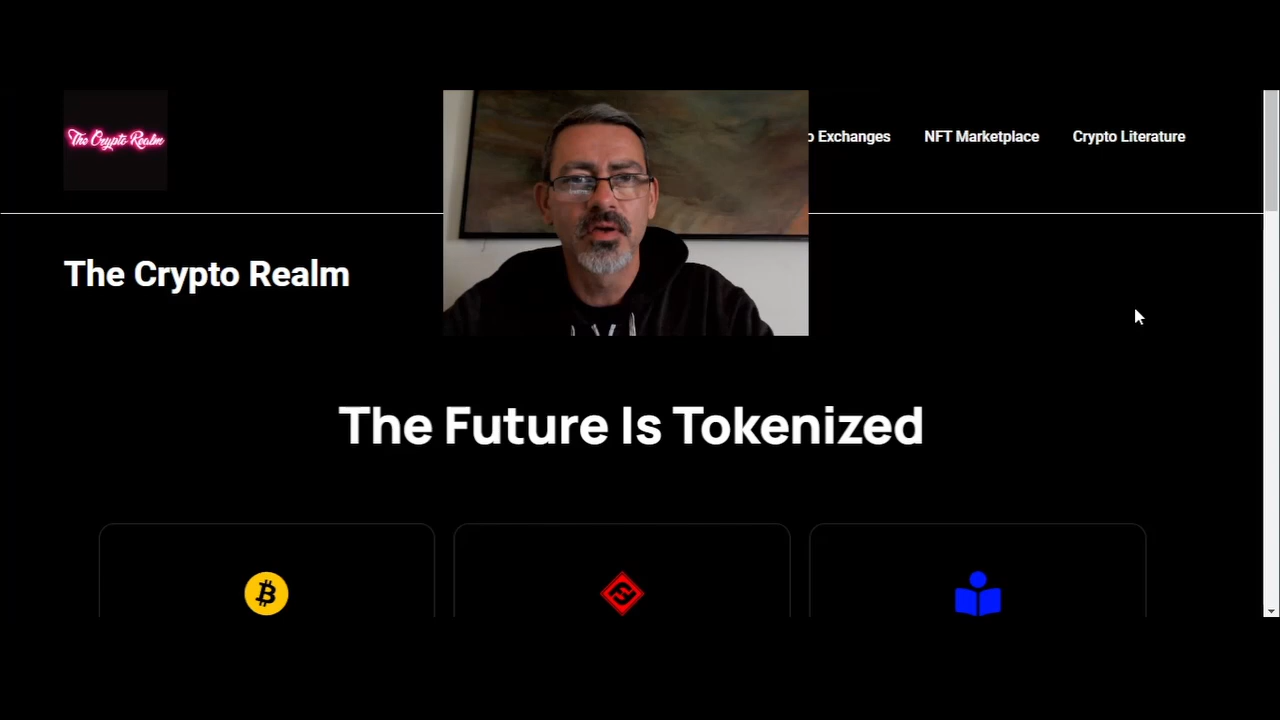 The Crypto Realm
Exchanges
NFT Marketplace
Crypto Literature
The Crypto Realm
The Future Is Tokenized